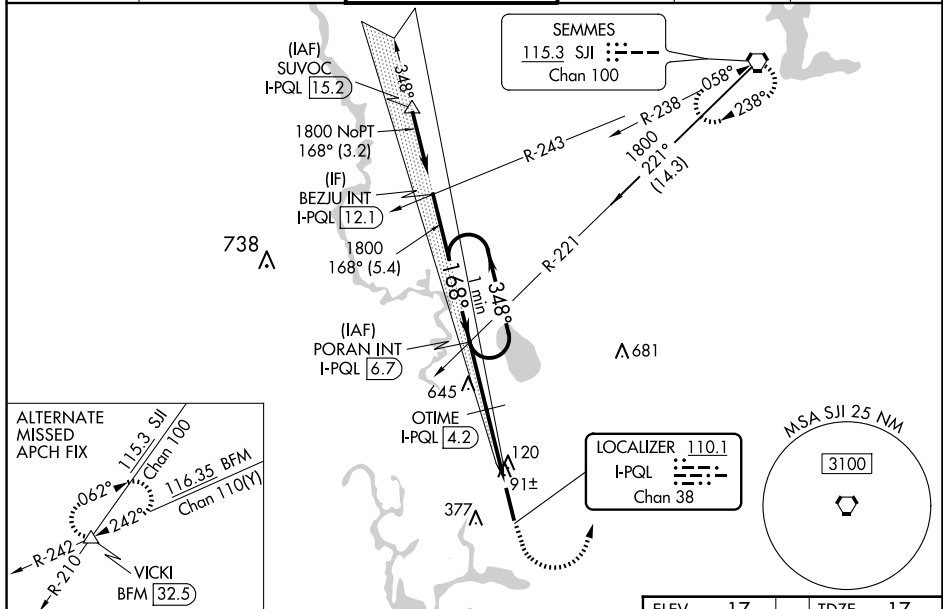 SEMMES
115.3 SJI
Chan 100
(IAF)
SUVOC
I-PQL 15.2
348°
058°
238°
R-238
R-243
1800
221°
(14.3)
R-221
1800 NoPT
168° (3.2)
(IF)
BEZJU INT
I-PQL 12.1
738
1800
168° (5.4)
168°
1 min
348°
(IAF)
PORAN INT
I-PQL 6.7
681
645
OTIME
I-PQL 4.2
120
91±
377
LOCALIZER 110.1
I-PQL
Chan 38
MSA SJI 25 NM
3100
ALTERNATE
MISSED
APCH FIX
115.3 SJI
Chan 100
116.35 BFM
Chan 110(Y)
062°
242°
R-242
R-210
VICKI
BFM 32.5
ELEV 17
TDZE 17